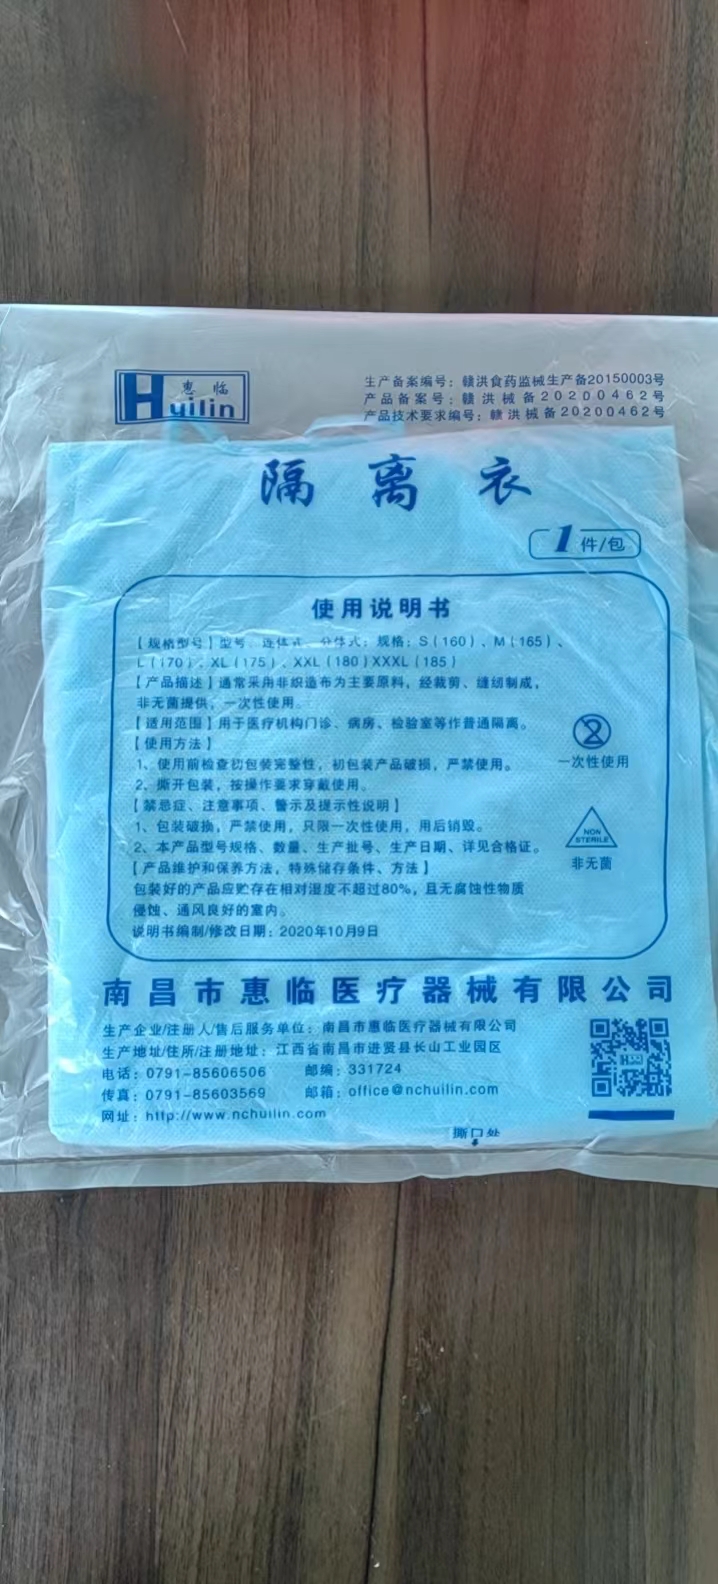 惠临
Huilin
生产备案编号：赣洪食药监械生产备20150003号
产品备案号：赣洪械备20200462号
产品技术要求编号：赣洪械备20200462号
隔离衣
1件/包
使用说明书
【规格型号】型号：连体式、分体式；规格：S（160）、M（165）、
L（170）、XL（175）、XXL（180）XXXL（185）
【产品描述】通常采用非织造布为主要原料，经裁剪、缝纫制成，
非无菌提供，一次性使用。
【适用范围】用于医疗机构门诊、病房、检验室等作普通隔离。
【使用方法】
1、使用前检查初包装完整性，初包装产品破损，严禁使用。
2、撕开包装，按操作要求穿戴使用。
【禁忌症、注意事项、警示及提示性说明】
1、包装破损，严禁使用，只限一次性使用，用后销毁。
2、本产品型号规格、数量、生产批号、生产日期、详见合格证。
【产品维护和保养方法，特殊储存条件、方法】
包装好的产品应贮存在相对湿度不超过80%，且无腐蚀性物质
侵蚀、通风良好的室内。
说明书编制/修改日期：2020年10月9日
2
一次性使用
NON
STERILE
非无菌
南昌市惠临医疗器械有限公司
生产企业/注册人/售后服务单位：南昌市惠临医疗器械有限公司
生产地址/住所/注册地址：江西省南昌市进贤县长山工业园区
电话：0791-85606506 邮编：331724
传真：0791-85603569 邮箱：office@nchuilin.com
网址：http://www.nchuilin.com
撕口处